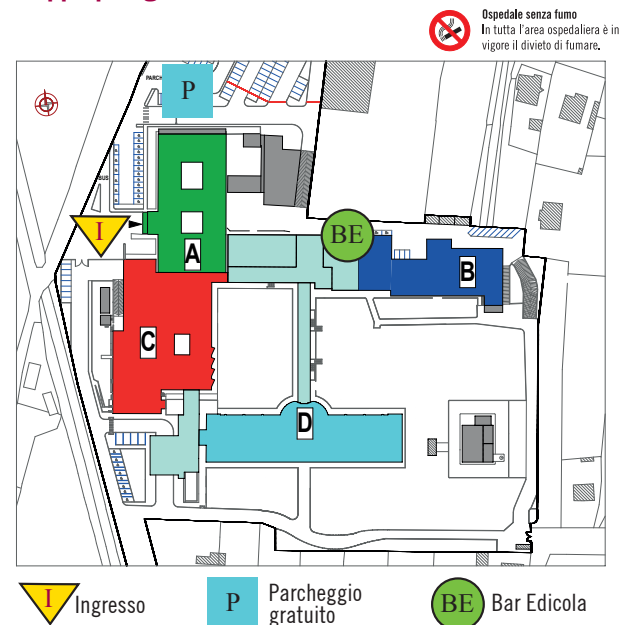 Ospedale senza fumo
In tutta l'area ospedaliera è in
vigore il divieto di fumare.
PARCH
P
BUS
I
A
BE
B
C
D
I Ingresso
P Parcheggio
gratuito
BE Bar Edicola